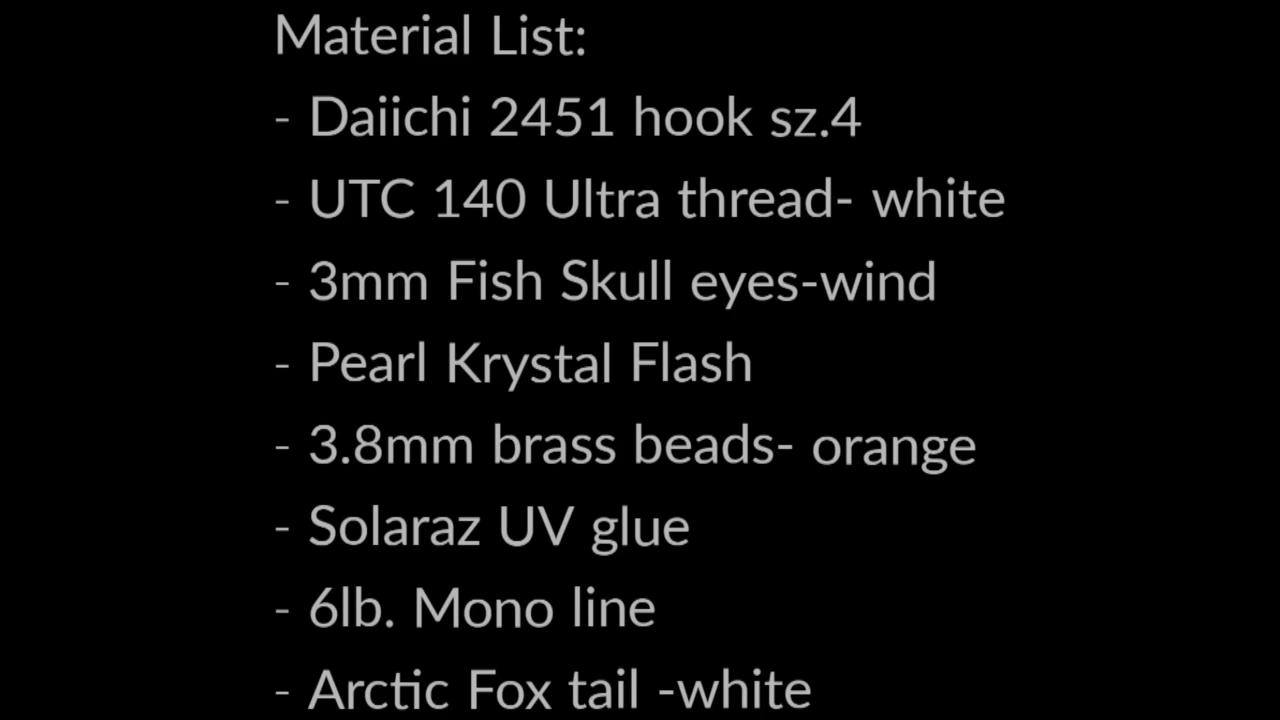 Material List:
- Daiichi 2451 hook sz.4
- UTC 140 Ultra thread- white
- 3mm Fish Skull eyes-wind
- Pearl Krystal Flash
- 3.8mm brass beads- orange
- Solaraz UV glue
- 6lb. Mono line
- Arctic Fox tail -white